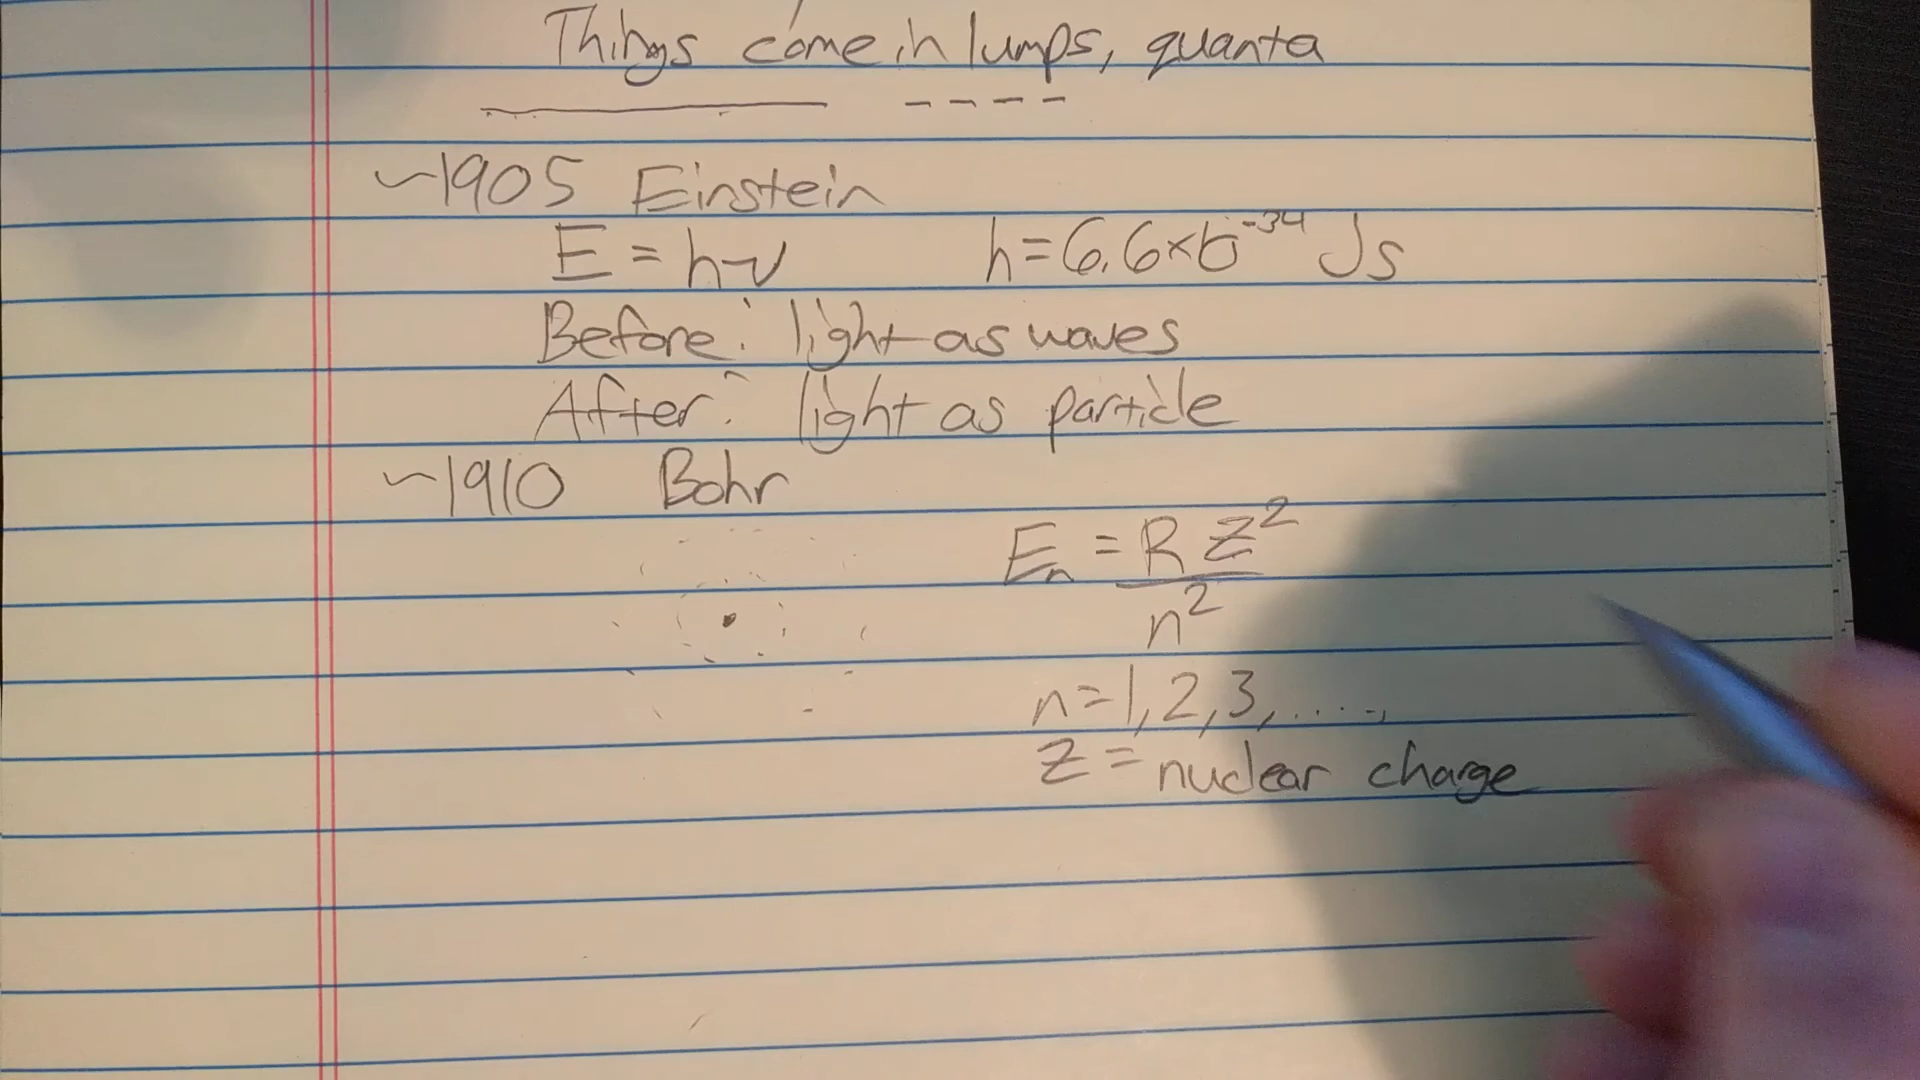 Things come in lumps, quanta
~1905 Einstein
E = hν h=6.6×10⁻³⁴ Js
Before: light as waves
After: light as particle
~1910 Bohr
Eₙ = R Z²
n²
n=1,2,3,.....
Z = nuclear charge